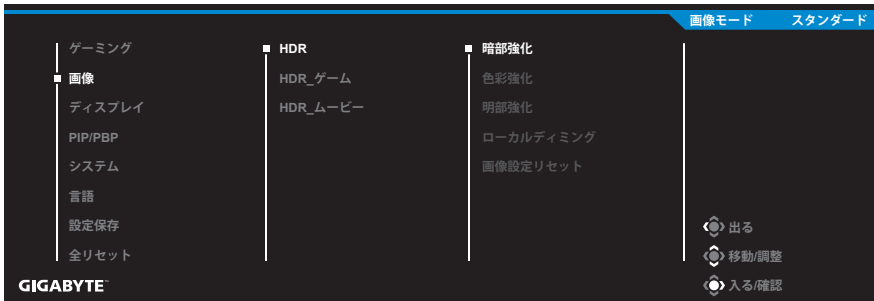 画像モード スタンダード
ゲーミング HDR 暗部強化
画像 HDR_ゲーム 色彩強化
ディスプレイ HDR_ムービー 明部強化
PIP/PBP ローカルディミング
システム 画像設定リセット
言語
設定保存 出る
全リセット 移動/調整
GIGABYTE™ 入る/確認